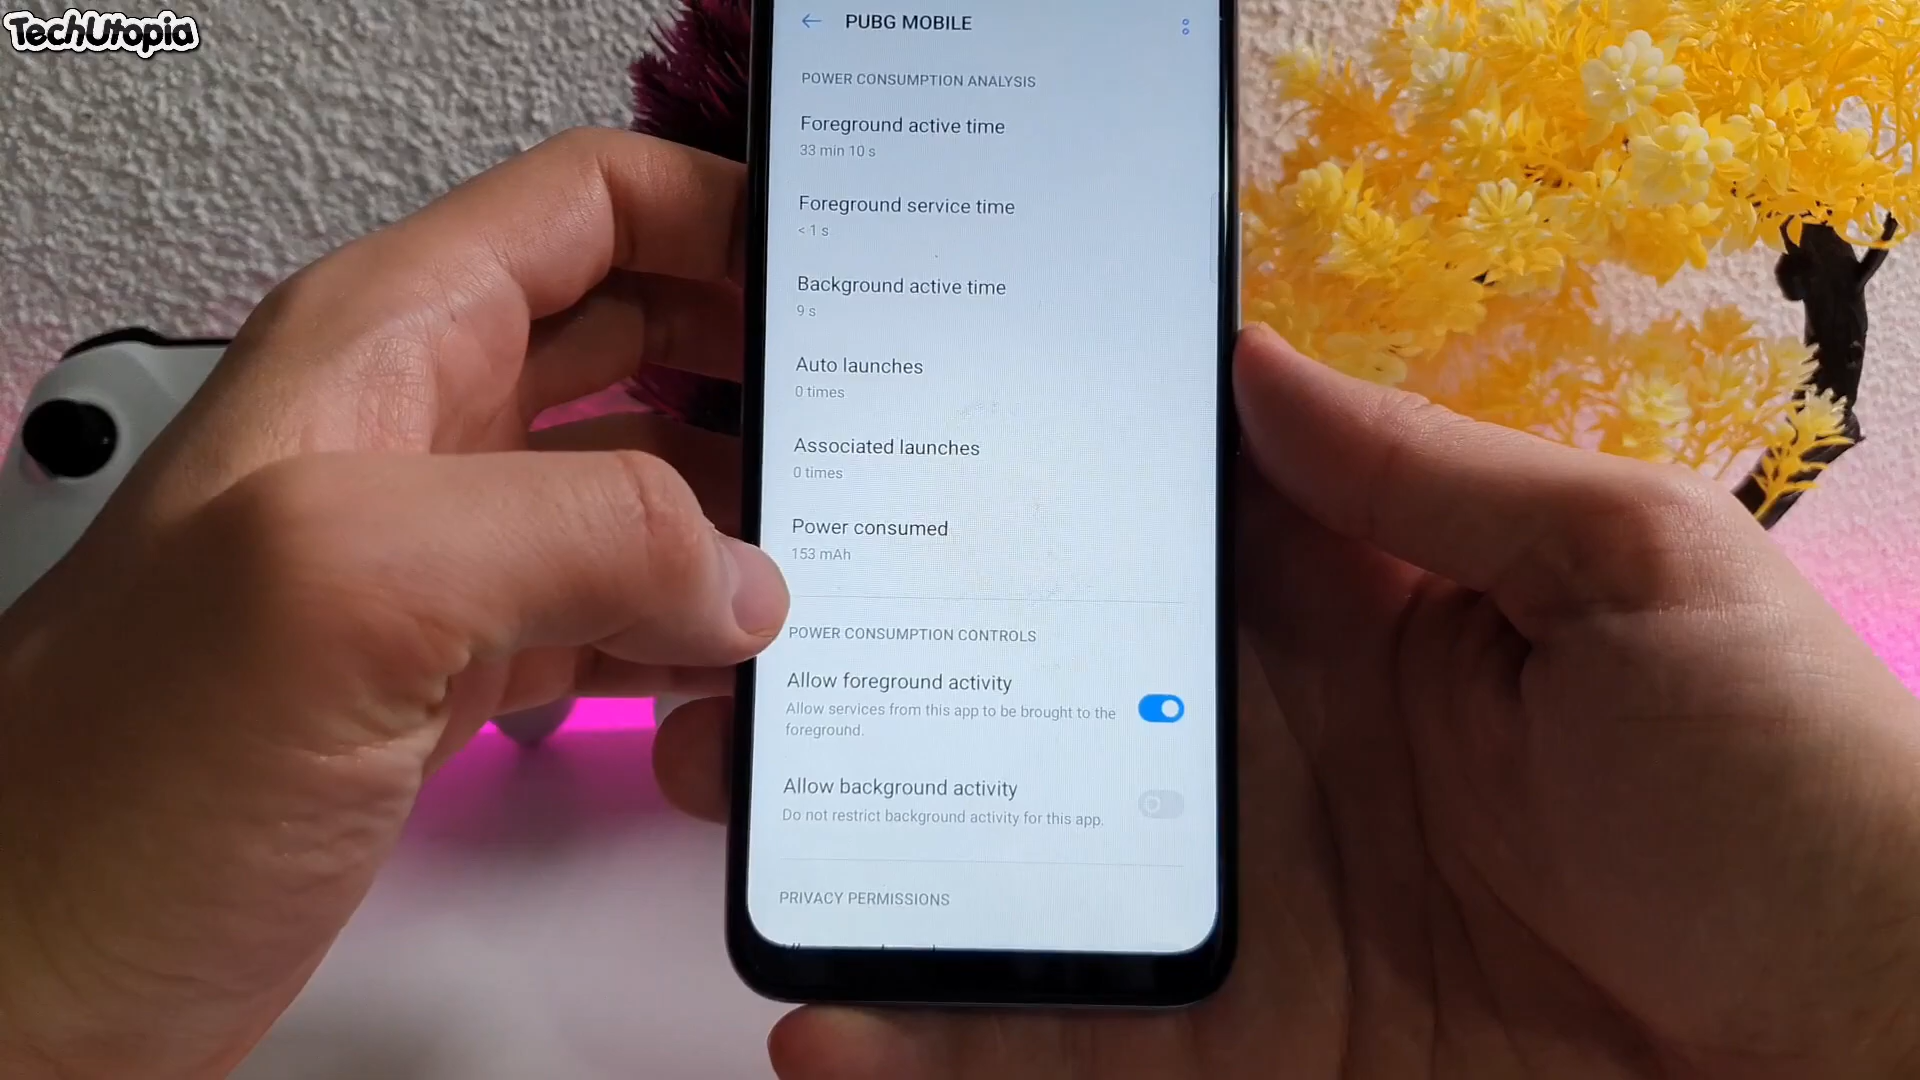 TechUtopia
PUBG MOBILE
POWER CONSUMPTION ANALYSIS
Foreground active time
33 min 10 s
Foreground service time
< 1 s
Background active time
9 s
Auto launches
0 times
Associated launches
0 times
Power consumed
153 mAh
POWER CONSUMPTION CONTROLS
Allow foreground activity
Allow services from this app to be brought to the
foreground.
Allow background activity
Do not restrict background activity for this app.
PRIVACY PERMISSIONS